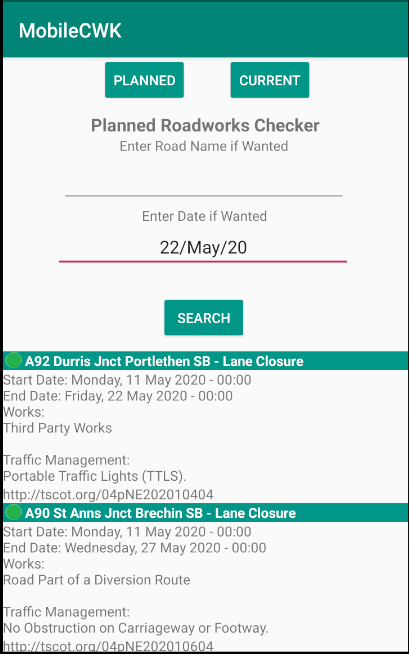 MobileCWK
PLANNED CURRENT
Planned Roadworks Checker
Enter Road Name if Wanted
Enter Date if Wanted
22/May/20
SEARCH
A92 Durris Jnct Portlethen SB - Lane Closure
Start Date: Monday, 11 May 2020 - 00:00
End Date: Friday, 22 May 2020 - 00:00
Works:
Third Party Works
Traffic Management:
Portable Traffic Lights (TTLS).
http://tscot.org/04pNE202010404
A90 St Anns Jnct Brechin SB - Lane Closure
Start Date: Monday, 11 May 2020 - 00:00
End Date: Wednesday, 27 May 2020 - 00:00
Works:
Road Part of a Diversion Route
Traffic Management:
No Obstruction on Carriageway or Footway.
http://tscot.org/04pNE202010604